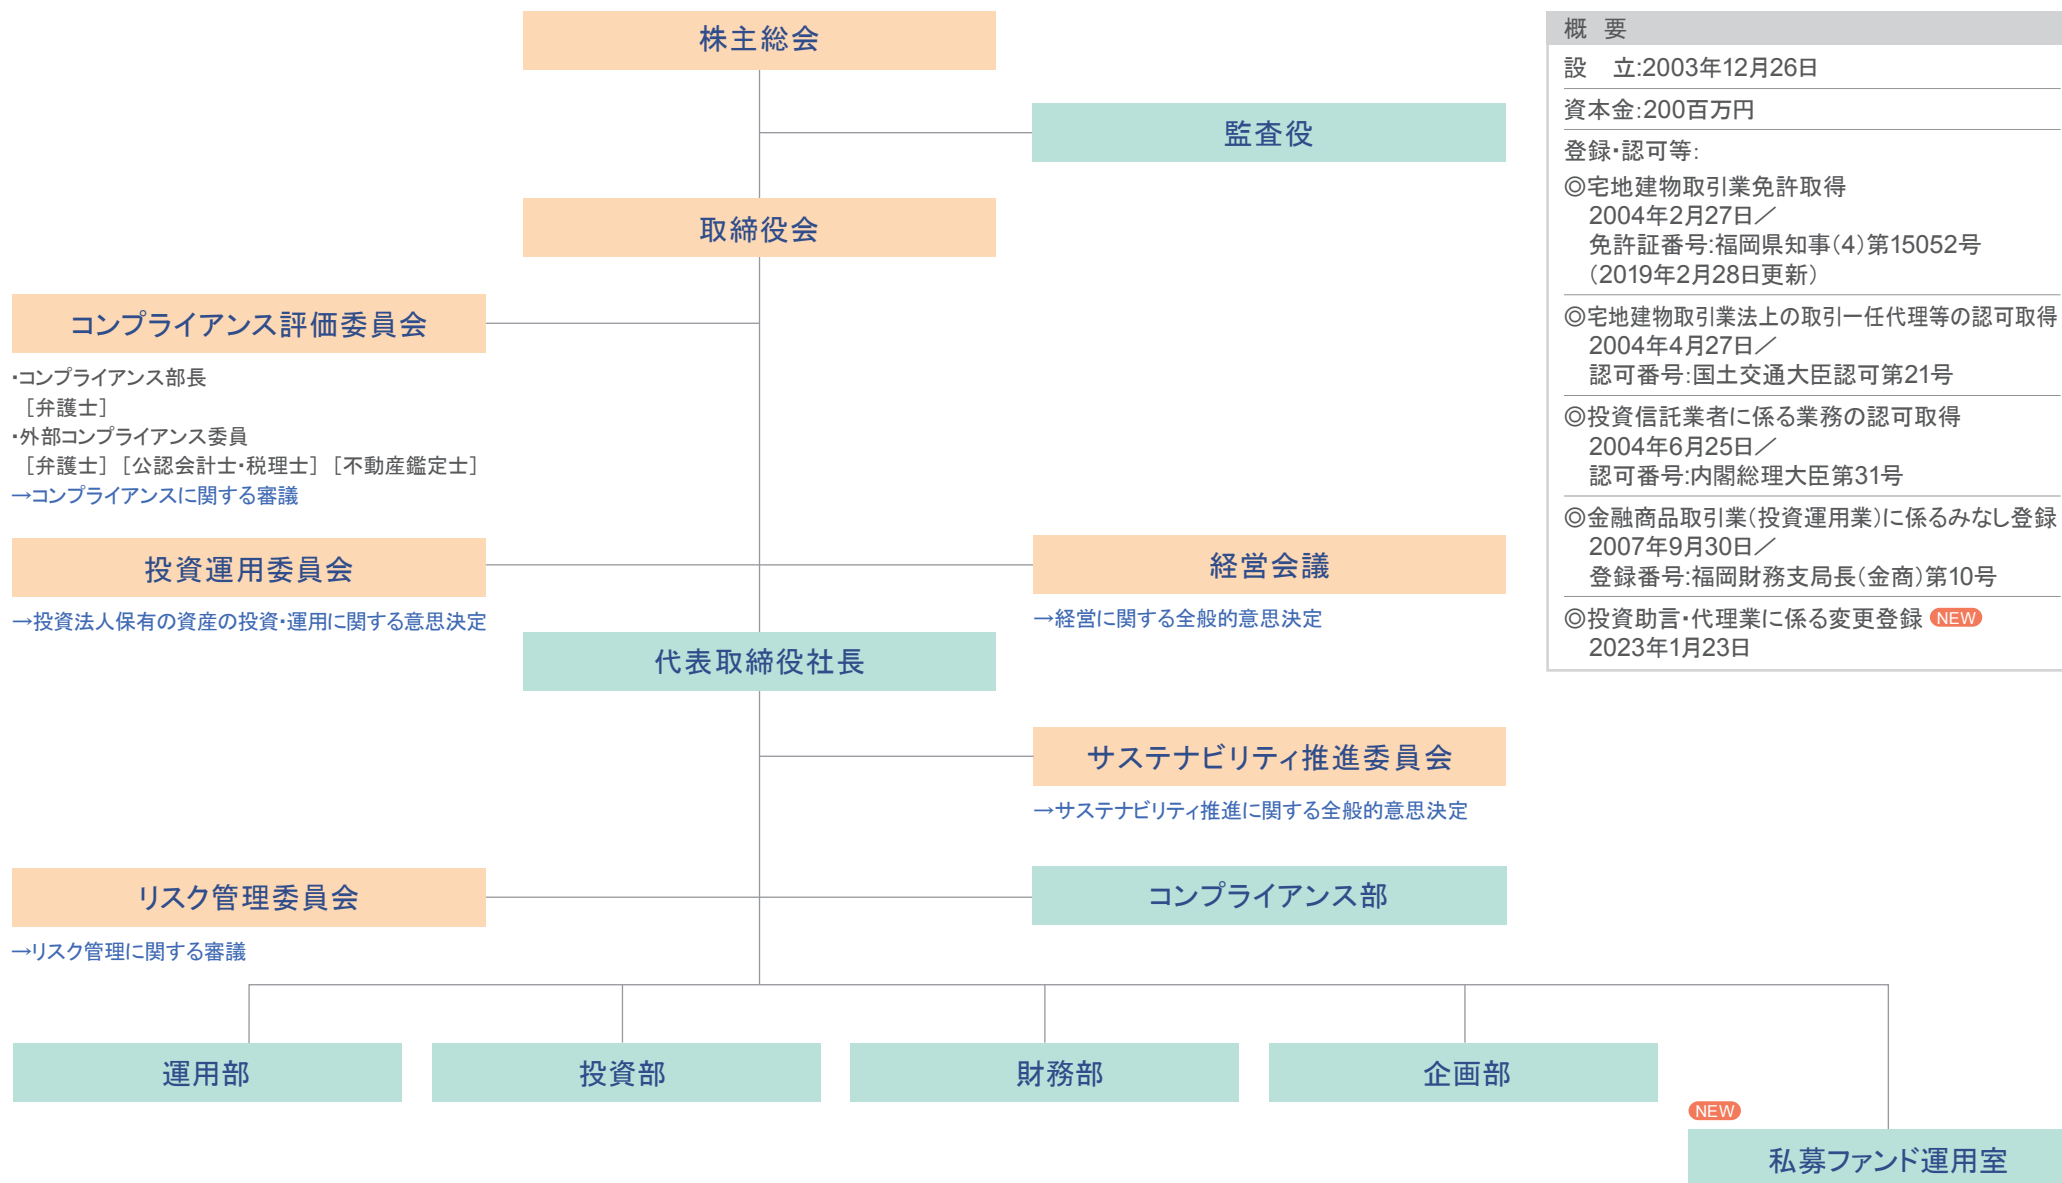 株主総会
監査役
取締役会
コンプライアンス評価委員会
・コンプライアンス部長
［弁護士］
・外部コンプライアンス委員
［弁護士］［公認会計士・税理士］［不動産鑑定士］
→コンプライアンスに関する審議
投資運用委員会
→投資法人保有の資産の投資・運用に関する意思決定
経営会議
→経営に関する全般的意思決定
代表取締役社長
サステナビリティ推進委員会
→サステナビリティ推進に関する全般的意思決定
リスク管理委員会
→リスク管理に関する審議
コンプライアンス部
運用部
投資部
財務部
企画部
NEW
私募ファンド運用室
概 要
設 立:2003年12月26日
資本金:200百万円
登録・認可等:
◎宅地建物取引業免許取得
2004年2月27日／
免許証番号:福岡県知事（4）第15052号
（2019年2月28日更新）
◎宅地建物取引業法上の取引一任代理等の認可取得
2004年4月27日／
認可番号:国土交通大臣認可第21号
◎投資信託業者に係る業務の認可取得
2004年6月25日／
認可番号:内閣総理大臣第31号
◎金融商品取引業（投資運用業）に係るみなし登録
2007年9月30日／
登録番号:福岡財務支局長（金商）第10号
◎投資助言・代理業に係る変更登録 NEW
2023年1月23日